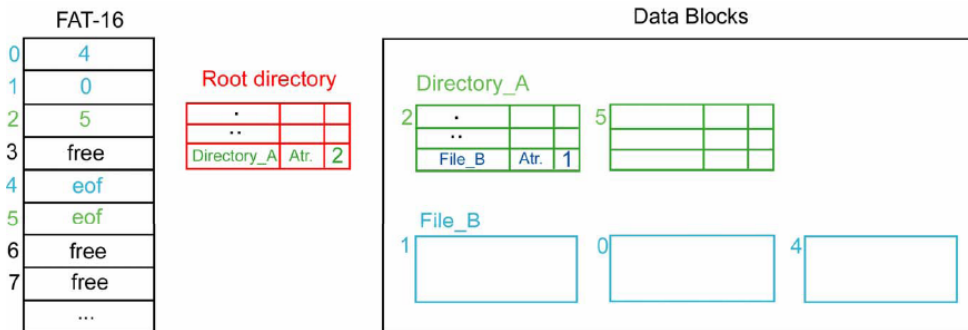 FAT-16
0 4
1 0
2 5
3 free
4 eof
5 eof
6 free
7 free
...
Root directory
.
..
Directory_A Atr. 2
Data Blocks
Directory_A
2
.
..
File_B Atr. 1
5
File_B
1
0
4